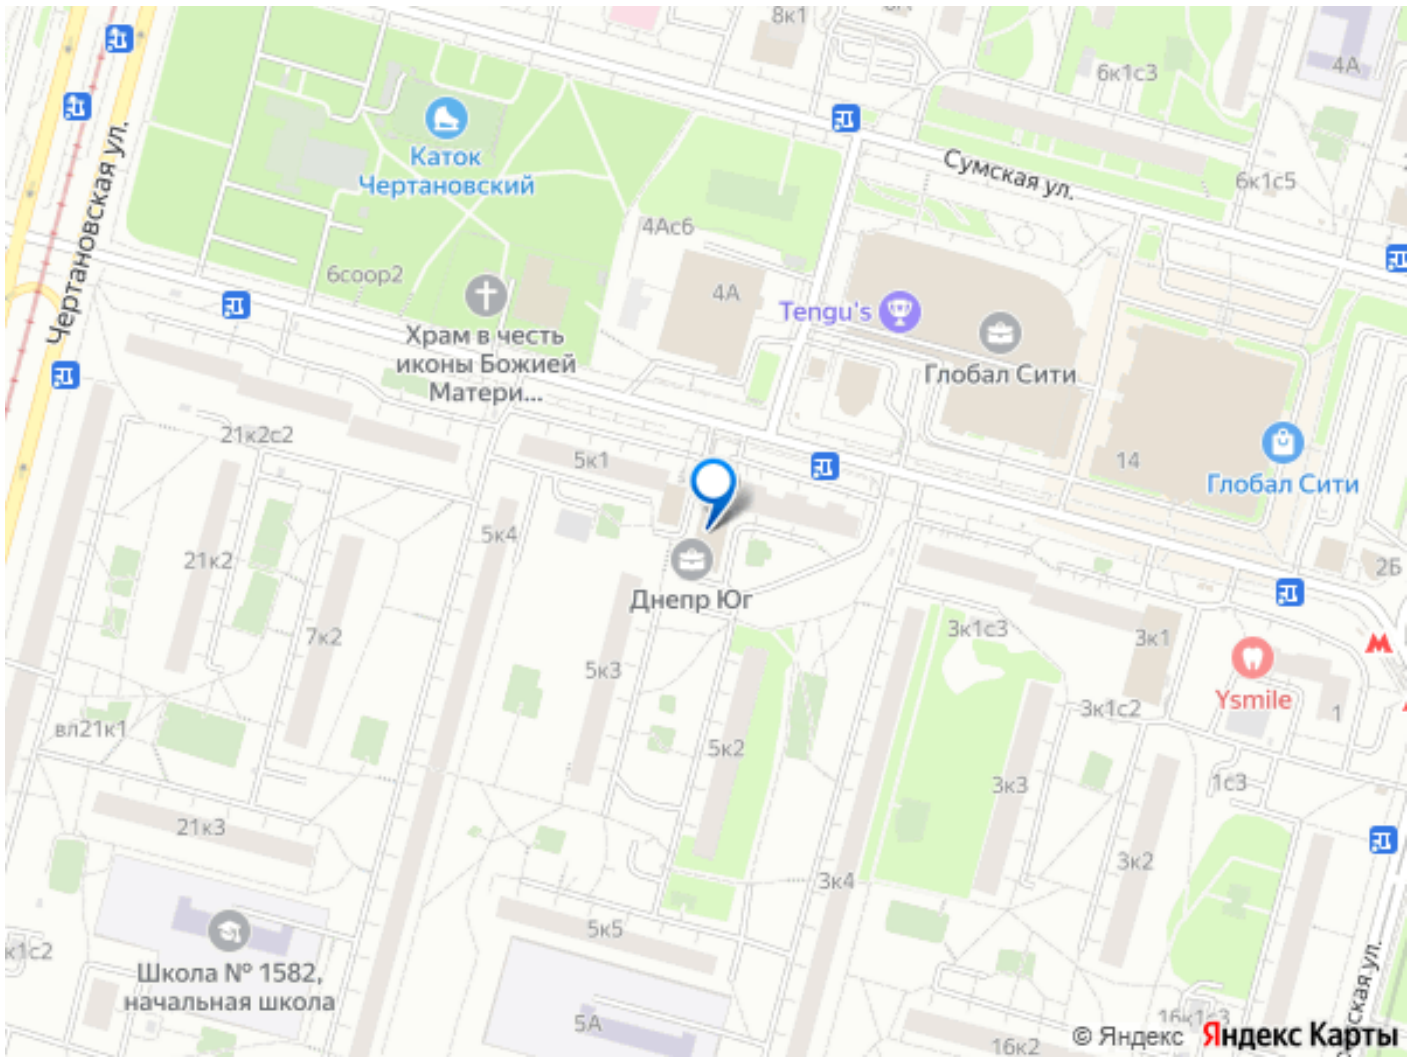 8к1
6к1с3
4А
Каток
Чертановский
Сумская ул.
6к1с5
Чертановская ул.
4Ас6
6соор2
4А
Tengu's
Храм в честь
иконы Божией
Матери...
Глобал Сити
21к2с2
5к1
14
Глобал Сити
5к4
21к2
2Б
Днепр Юг
7к2
3к1с3
3к1
5к3
Ysmile
вл21к1
3к1с2
1
5к2
3к3
1с3
21к3
3к2
3к4
5к5
к1с2
Школа № 1582,
начальная школа
ская ул.
5А
16к1с3
16к2
© Яндекс Яндекс Карты